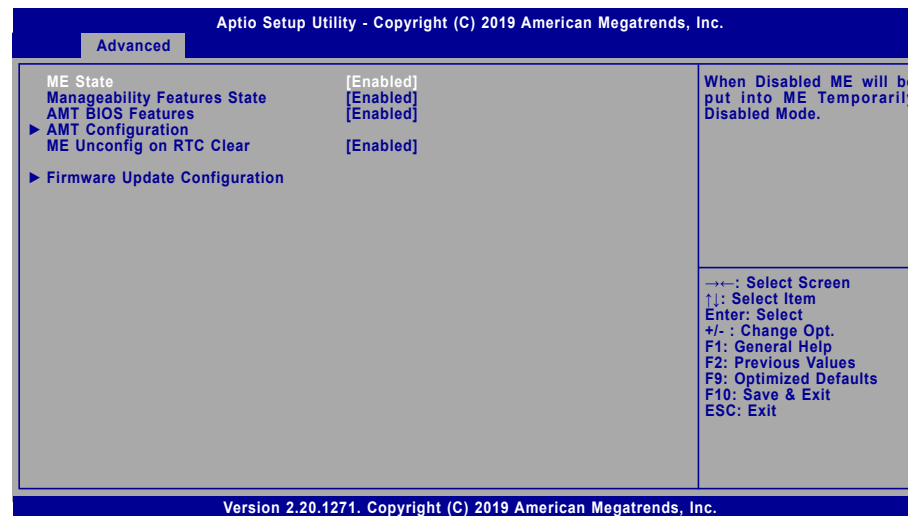 Aptio Setup Utility - Copyright (C) 2019 American Megatrends, Inc.
Advanced
ME State [Enabled]
Manageability Features State [Enabled]
AMT BIOS Features [Enabled]
► AMT Configuration
ME Unconfig on RTC Clear [Enabled]
► Firmware Update Configuration
When Disabled ME will b
put into ME Temporaril
Disabled Mode.
→←: Select Screen
↑↓: Select Item
Enter: Select
+/- : Change Opt.
F1: General Help
F2: Previous Values
F9: Optimized Defaults
F10: Save & Exit
ESC: Exit
Version 2.20.1271. Copyright (C) 2019 American Megatrends, Inc.